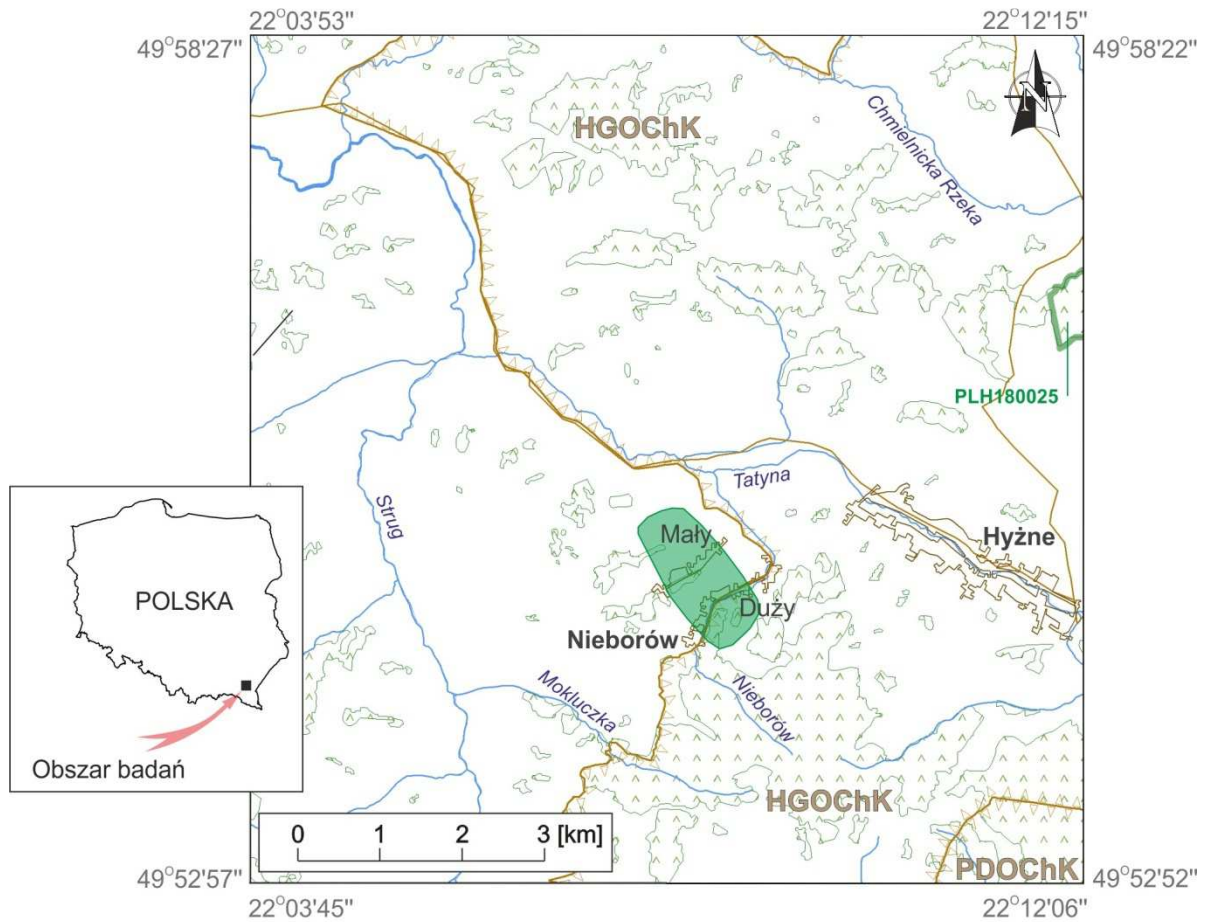 22°03'53"
22°12'15"
49°58'27"
49°58'22"
N
HGOChK
Chmielnicka Rzeka
PLH180025
Strug
Tatyna
Hyżne
Mały
Duży
Nieborów
Mokluczka
Nieborów
POLSKA
Obszar badań
HGOChK
PDOChK
0 1 2 3 [km]
49°52'57"
49°52'52"
22°03'45"
22°12'06"